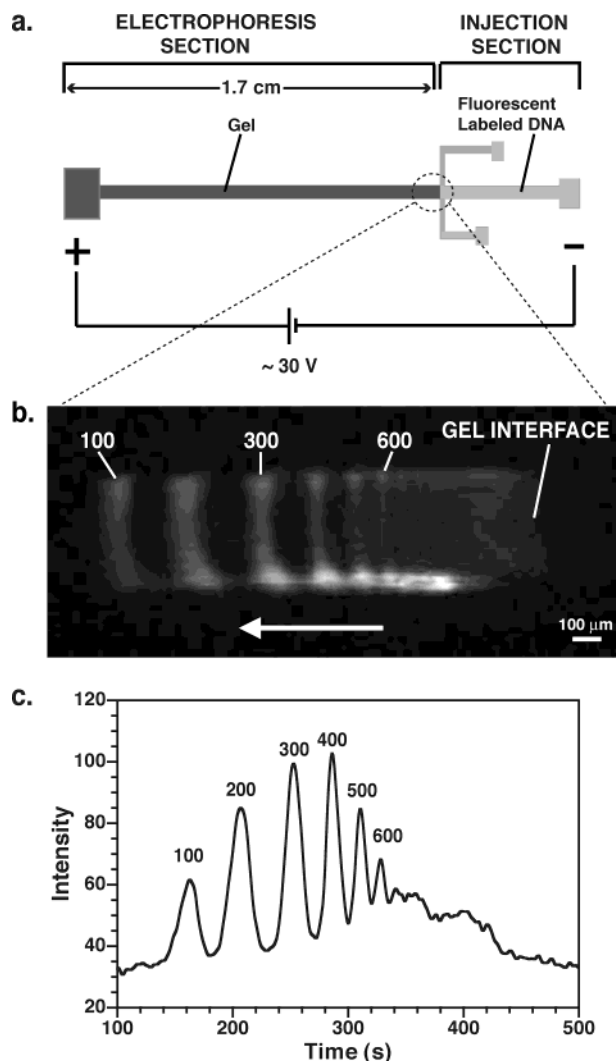 a.
ELECTROPHORESIS
SECTION
INJECTION
SECTION
1.7 cm
Gel
Fluorescent
Labeled DNA
+
−
~ 30 V
b.
100
300
600
GEL INTERFACE
100 μm
c.
120
100
80
60
40
20
Intensity
100
200
300
400
500
600
100
200
300
400
500
Time (s)